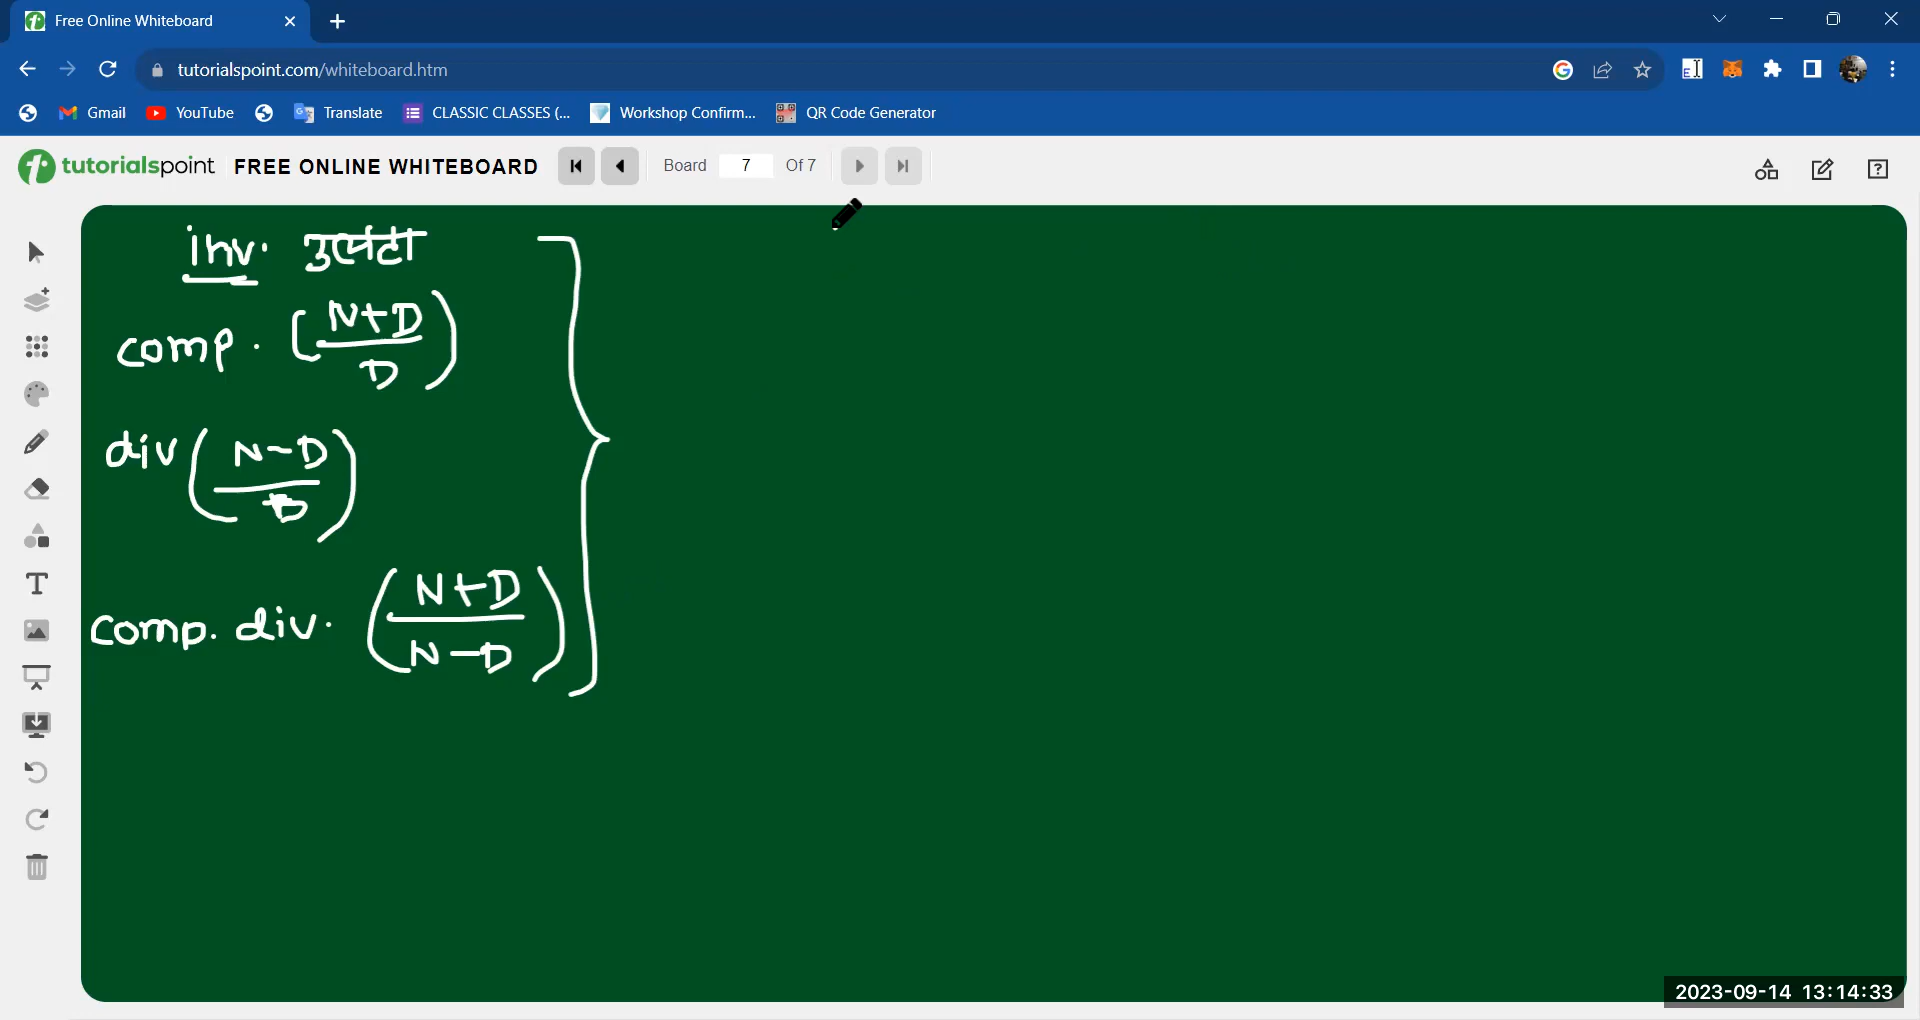 Free Online Whiteboard
tutorialspoint.com/whiteboard.htm
Gmail YouTube Translate CLASSIC CLASSES (... Workshop Confirm... QR Code Generator
tutorialspoint FREE ONLINE WHITEBOARD Board 7 Of 7
inv. उल्टा
comp. (N+D/D)
div (N-D/D)
comp. div. (N+D/N-D)
T
2023-09-14 13:14:33